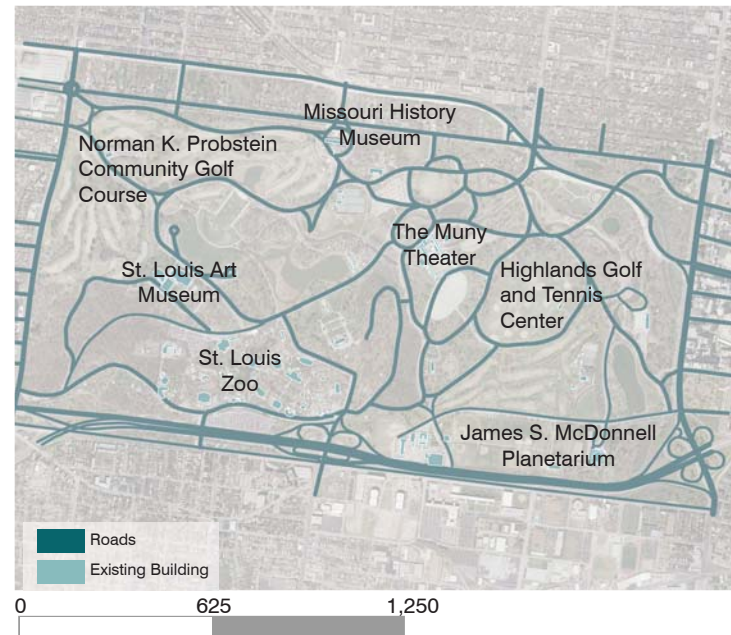 Missouri History
Museum
Norman K. Probstein
Community Golf
Course
The Muny
Theater
St. Louis Art
Museum
Highlands Golf
and Tennis
Center
St. Louis
Zoo
James S. McDonnell
Planetarium
Roads
Existing Building
0 625 1,250